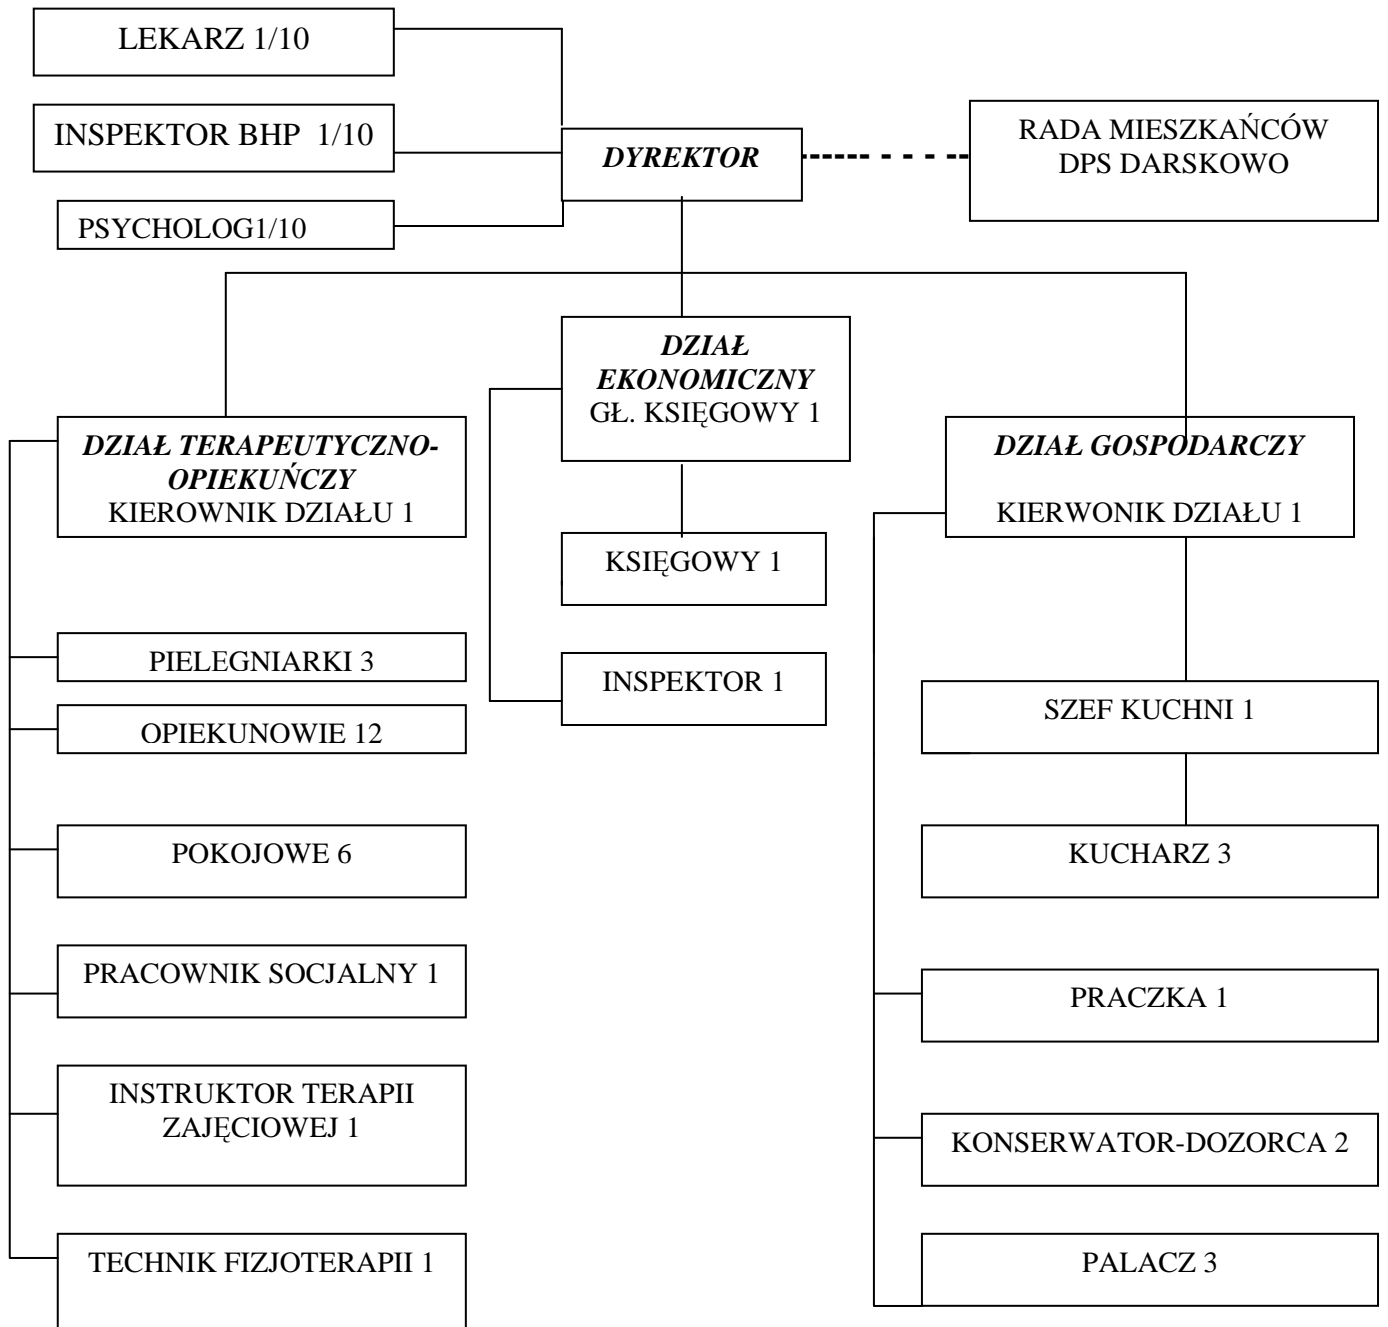 LEKARZ 1/10
INSPEKTOR BHP 1/10
PSYCHOLOG1/10
DYREKTOR
RADA MIESZKAŃCÓW
DPS DARSKOWO
DZIAŁ TERAPEUTYCZNO-
OPIEKUŃCZY
KIEROWNIK DZIAŁU 1
PIELEGNIARKI 3
OPIEKUNOWIE 12
POKOJOWE 6
PRACOWNIK SOCJALNY 1
INSTRUKTOR TERAPII
ZAJĘCIOWEJ 1
TECHNIK FIZJOTERAPII 1
DZIAŁ
EKONOMICZNY
GŁ. KSIĘGOWY 1
KSIĘGOWY 1
INSPEKTOR 1
DZIAŁ GOSPODARCZY
KIERWONIK DZIAŁU 1
SZEF KUCHNI 1
KUCHARZ 3
PRACZKA 1
KONSERWATOR-DOZORCA 2
PALACZ 3